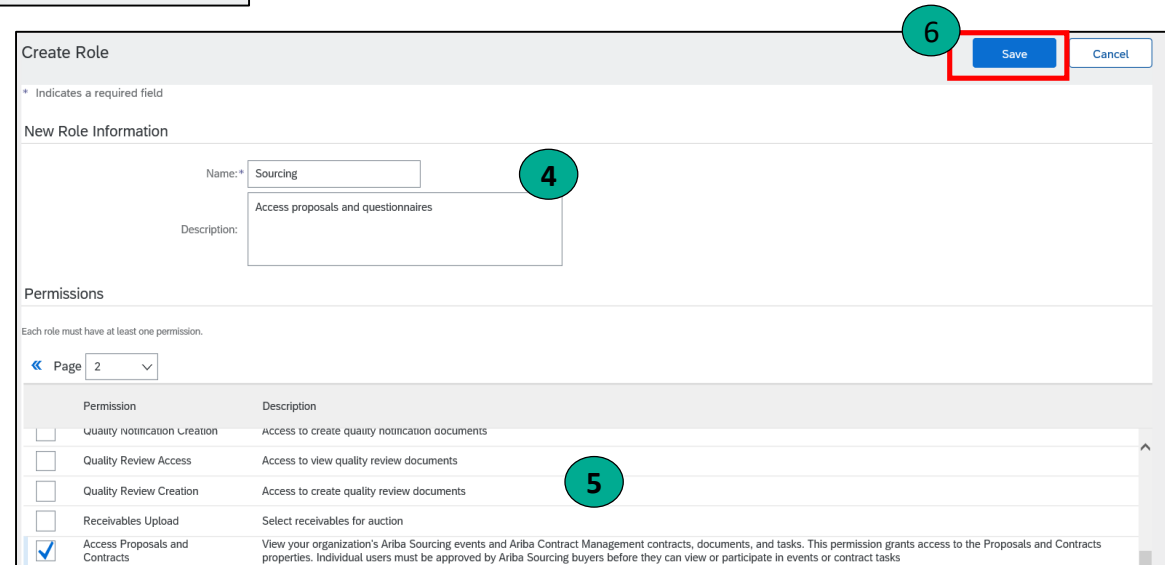 6
Create Role
Save
Cancel
* Indicates a required field
New Role Information
Name:* Sourcing
4
Access proposals and questionnaires
Description:
Permissions
Each role must have at least one permission.
« Page 2
Permission Description
Quality Notification Creation Access to create quality notification documents
Quality Review Access Access to view quality review documents
5
Quality Review Creation Access to create quality review documents
Receivables Upload Select receivables for auction
Access Proposals and View your organization's Ariba Sourcing events and Ariba Contract Management contracts, documents, and tasks. This permission grants access to the Proposals and Contracts
Contracts properties. Individual users must be approved by Ariba Sourcing buyers before they can view or participate in events or contract tasks